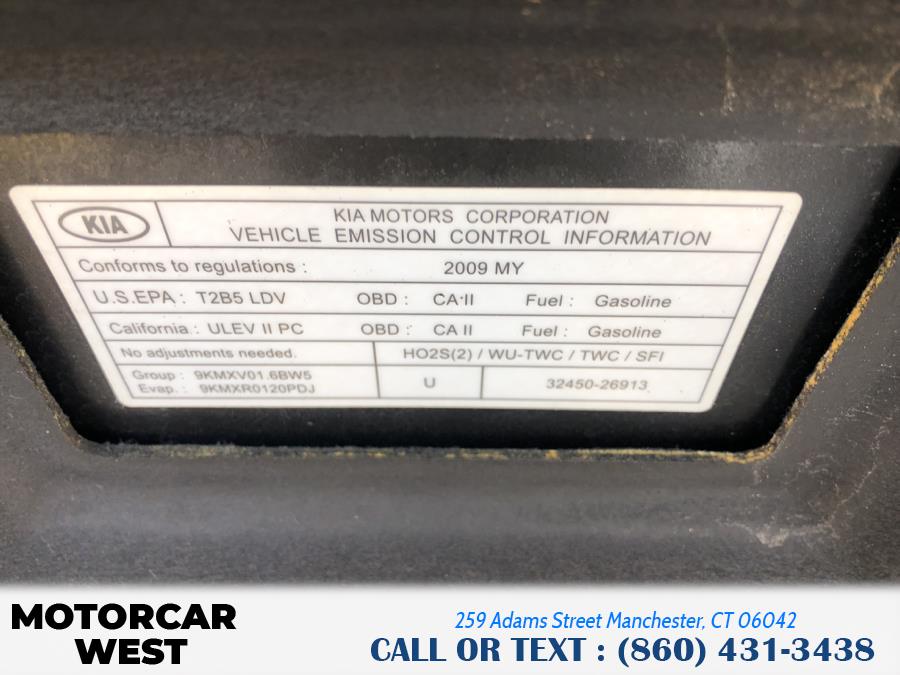 KIA
KIA MOTORS CORPORATION
VEHICLE EMISSION CONTROL INFORMATION
Conforms to regulations : 2009 MY
U.S.EPA : T2B5 LDV OBD : CA II Fuel : Gasoline
California : ULEV II PC OBD : CA II Fuel : Gasoline
No adjustments needed. HO2S(2) / WU-TWC / TWC / SFI
Group : 9KMXV01.6BW5
Evap. : 9KMXR0120PDJ
U 32450-26913
MOTORCAR
WEST
259 Adams Street Manchester, CT 06042
CALL OR TEXT : (860) 431-3438